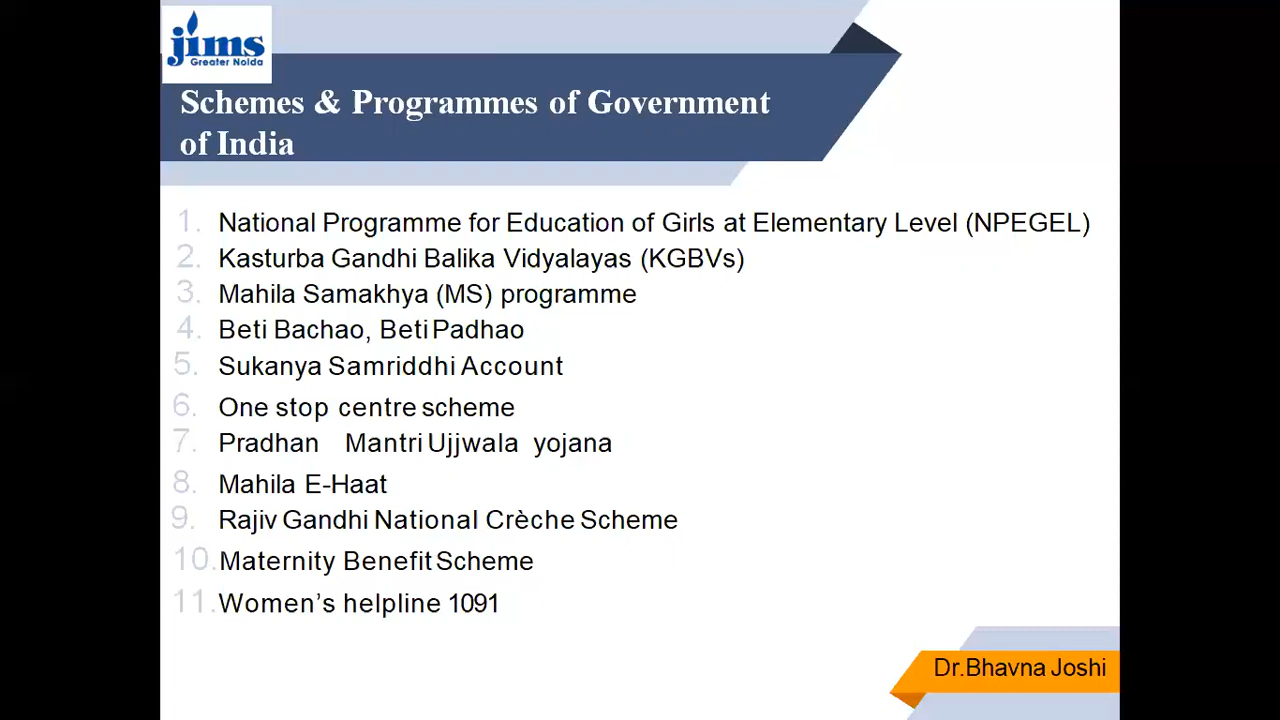 jims
Greater Noida
Schemes & Programmes of Government
of India
1. National Programme for Education of Girls at Elementary Level (NPEGEL)
2. Kasturba Gandhi Balika Vidyalayas (KGBVs)
3. Mahila Samakhya (MS) programme
4. Beti Bachao, Beti Padhao
5. Sukanya Samriddhi Account
6. One stop centre scheme
7. Pradhan Mantri Ujjwala yojana
8. Mahila E-Haat
9. Rajiv Gandhi National Crèche Scheme
10. Maternity Benefit Scheme
11. Women’s helpline 1091
Dr.Bhavna Joshi